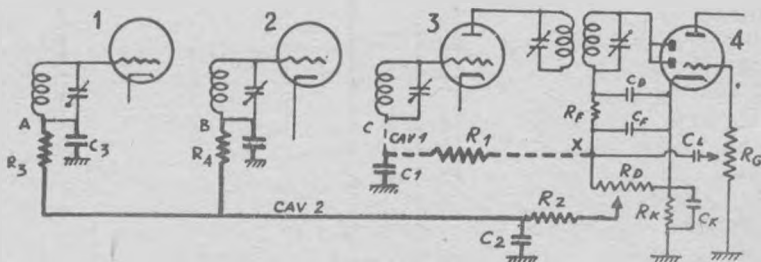 1 2 3 4
A B C
CAV 1 R1 X
R3 C3 R4 C1
CD RF CF CL RG
RD
CAV 2 R2 RK CK
C2